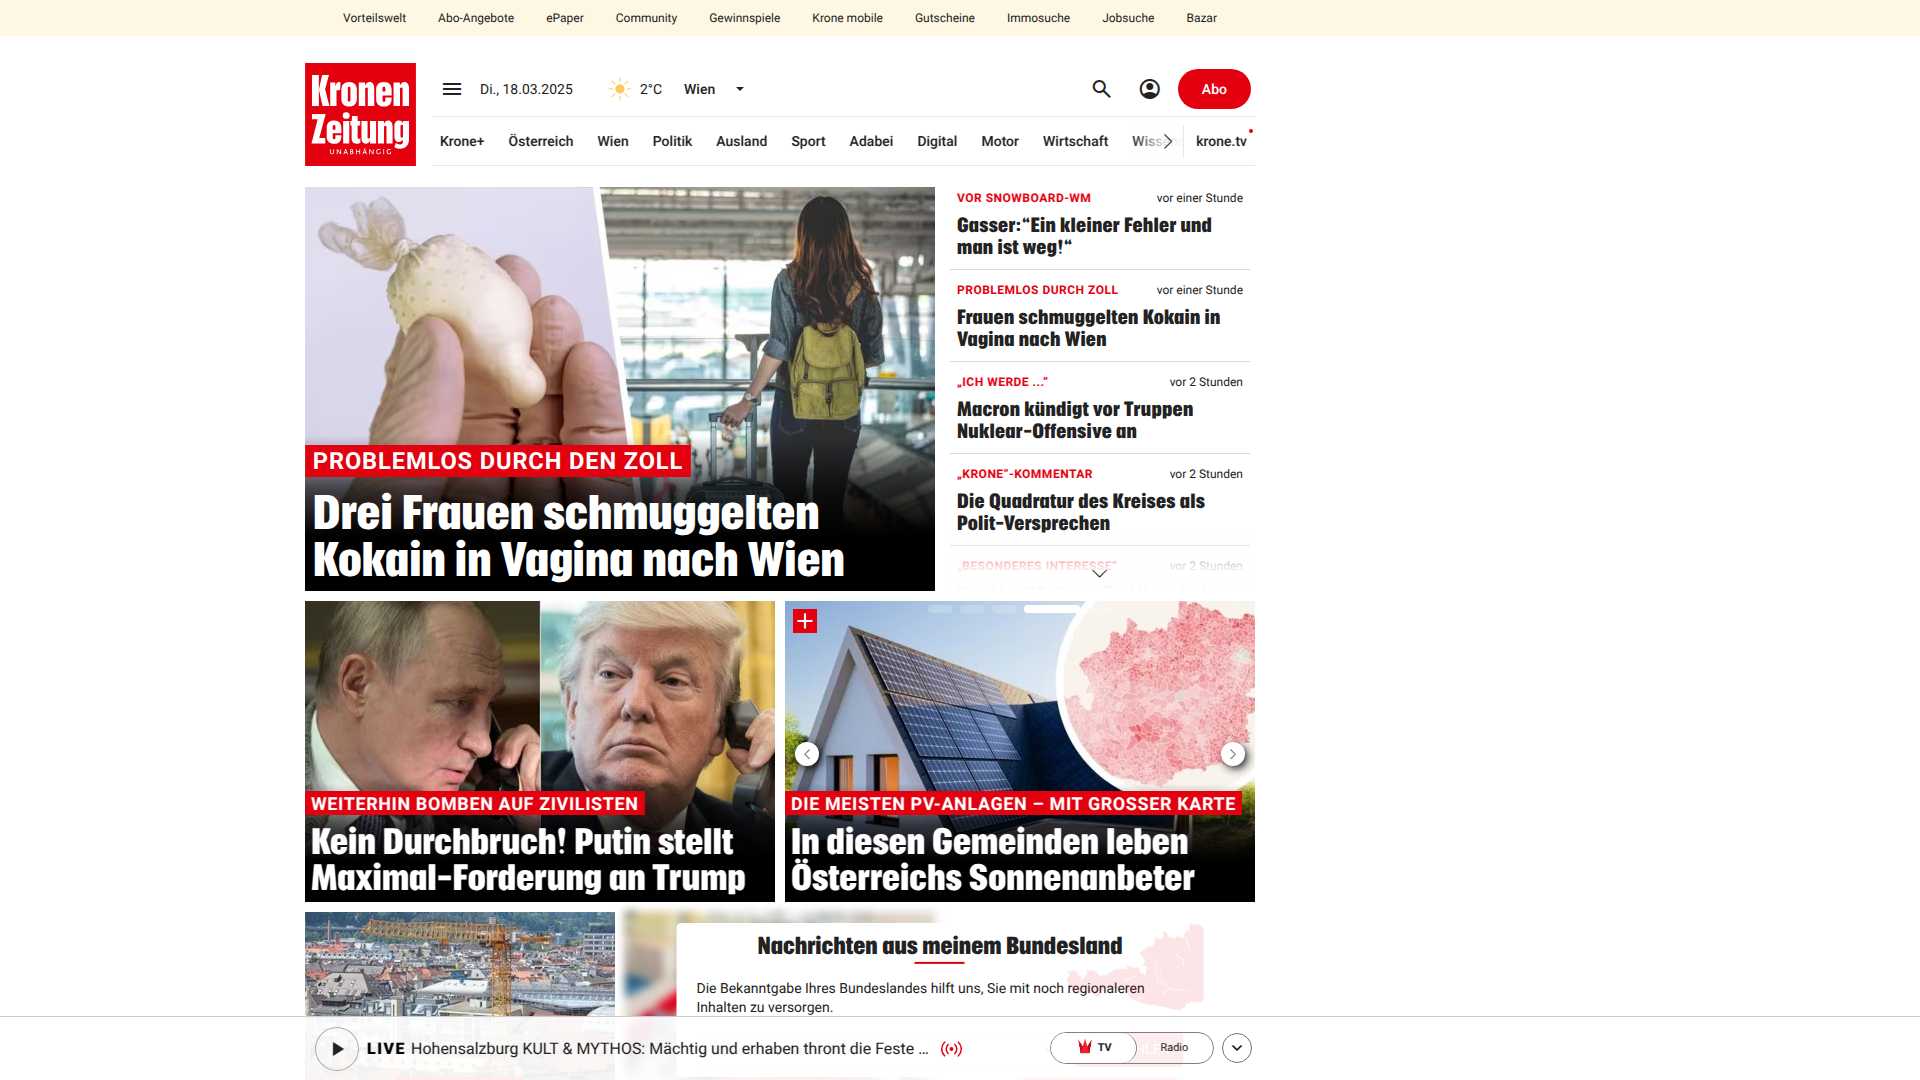 Vorteilswelt Abo-Angebote ePaper Community Gewinnspiele Krone mobile Gutscheine Immosuche Jobsuche Bazar
Kronen
Zeitung
UNABHÄNGIG
Di., 18.03.2025 2°C Wien
Abo
Krone+ Österreich Wien Politik Ausland Sport Adabei Digital Motor Wirtschaft krone.tv
PROBLEMLOS DURCH DEN ZOLL
Drei Frauen schmuggelten
Kokain in Vagina nach Wien
VOR SNOWBOARD-WM vor einer Stunde
Gasser:“Ein kleiner Fehler und
man ist weg!“
PROBLEMLOS DURCH ZOLL vor einer Stunde
Frauen schmuggelten Kokain in
Vagina nach Wien
„ICH WERDE ...“ vor 2 Stunden
Macron kündigt vor Truppen
Nuklear-Offensive an
„KRONE“-KOMMENTAR vor 2 Stunden
Die Quadratur des Kreises als
Polit-Versprechen
„BESONDERES INTERESSE“ vor 2 Stunden
WEITERHIN BOMBEN AUF ZIVILISTEN
Kein Durchbruch! Putin stellt
Maximal-Forderung an Trump
DIE MEISTEN PV-ANLAGEN – MIT GROSSER KARTE
In diesen Gemeinden leben
Österreichs Sonnenanbeter
Nachrichten aus meinem Bundesland
Die Bekanntgabe Ihres Bundeslandes hilft uns, Sie mit noch regionaleren
Inhalten zu versorgen.
LIVE Hohensalzburg KULT & MYTHOS: Mächtig und erhaben thront die Feste ...
TV Radio